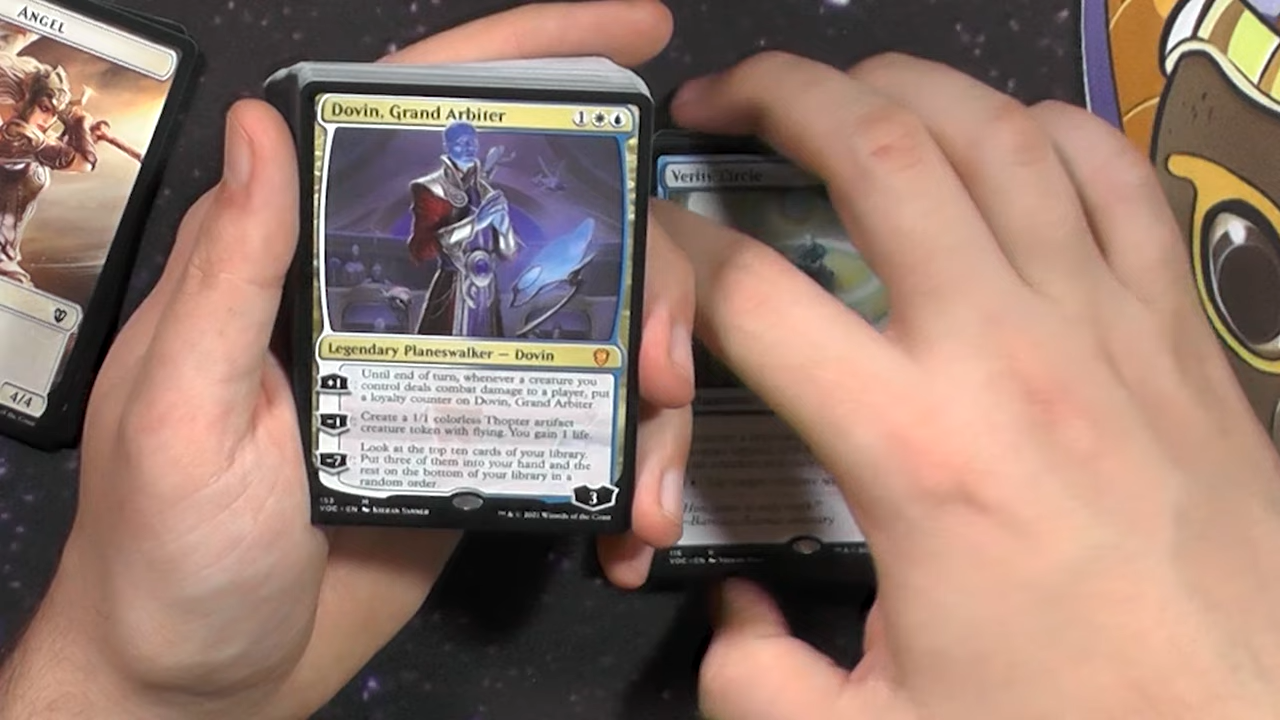 ANGEL
4/4
Dovin, Grand Arbiter
1
Legendary Planeswalker — Dovin
+1
Until end of turn, whenever a creature you
control deals combat damage to a player, put
a loyalty counter on Dovin, Grand Arbiter.
-1
Create a 1/1 colorless Thopter artifact
creature token with flying. You gain 1 life.
-7
Look at the top ten cards of your library.
Put three of them into your hand and the
rest on the bottom of your library in a
random order.
3
153 M
VOC • EN
™ & © 2021 Wizards of the Coast
Circle
VOC • EN